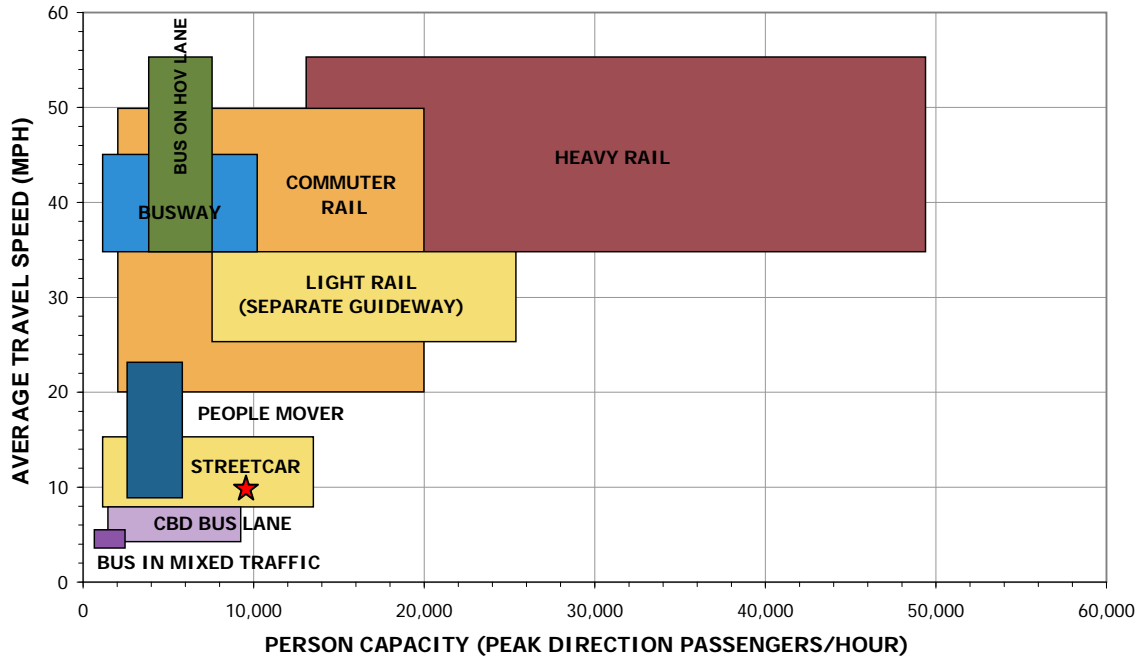 60
50
40
30
20
10
0
AVERAGE TRAVEL SPEED (MPH)
BUS ON HOV LANE
HEAVY RAIL
COMMUTER
RAIL
BUSWAY
LIGHT RAIL
(SEPARATE GUIDEWAY)
PEOPLE MOVER
STREETCAR
CBD BUS LANE
BUS IN MIXED TRAFFIC
0
10,000
20,000
30,000
40,000
50,000
60,000
PERSON CAPACITY (PEAK DIRECTION PASSENGERS/HOUR)